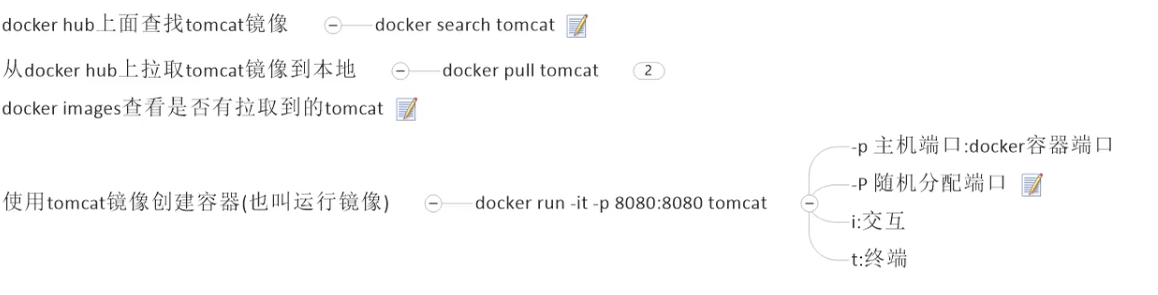 docker hub上面查找tomcat镜像 docker search tomcat
从docker hub上拉取tomcat镜像到本地 docker pull tomcat 2
docker images查看是否有拉取到的tomcat
使用tomcat镜像创建容器(也叫运行镜像) docker run -it -p 8080:8080 tomcat
-p 主机端口:docker容器端口
-P 随机分配端口
i:交互
t:终端